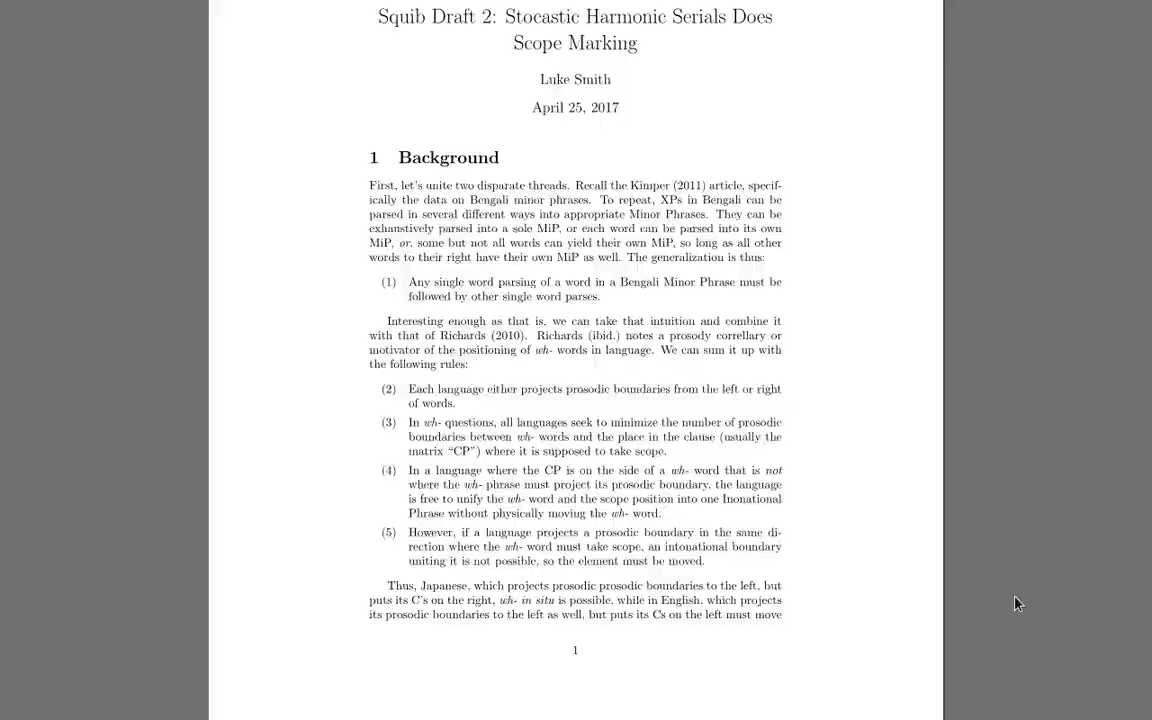 Squib Draft 2: Stocastic Harmonic Serials Does
Scope Marking
Luke Smith
April 25, 2017
1 Background
First, let's unite two disparate threads. Recall the Kimper (2011) article, specif-
ically the data on Bengali minor phrases. To repeat, XPs in Bengali can be
parsed in several different ways into appropriate Minor Phrases. They can be
exhaustively parsed into a sole MiP, or each word can be parsed into its own
MiP, or, some but not all words can yield their own MiP, so long as all other
words to their right have their own MiP as well. The generalization is thus:
(1) Any single word parsing of a word in a Bengali Minor Phrase must be
followed by other single word parses.
Interesting enough as that is, we can take that intuition and combine it
with that of Richards (2010). Richards (ibid.) notes a prosody correllary or
motivator of the positioning of wh- words in language. We can sum it up with
the following rules:
(2) Each language either projects prosodic boundaries from the left or right
of words.
(3) In wh- questions, all languages seek to minimize the number of prosodic
boundaries between wh- words and the place in the clause (usually the
matrix “CP”) where it is supposed to take scope.
(4) In a language where the CP is on the side of a wh- word that is not
where the wh- phrase must project its prosodic boundary, the language
is free to unify the wh- word and the scope position into one Inonational
Phrase without physically moving the wh- word.
(5) However, if a language projects a prosodic boundary in the same di-
rection where the wh- word must take scope, an intonational boundary
uniting it is not possible, so the element must be moved.
Thus, Japanese, which projects prosodic prosodic boundaries to the left, but
puts its C's on the right, wh- in situ is possible, while in English, which projects
its prosodic boundaries to the left as well, but puts its Cs on the left must move
1